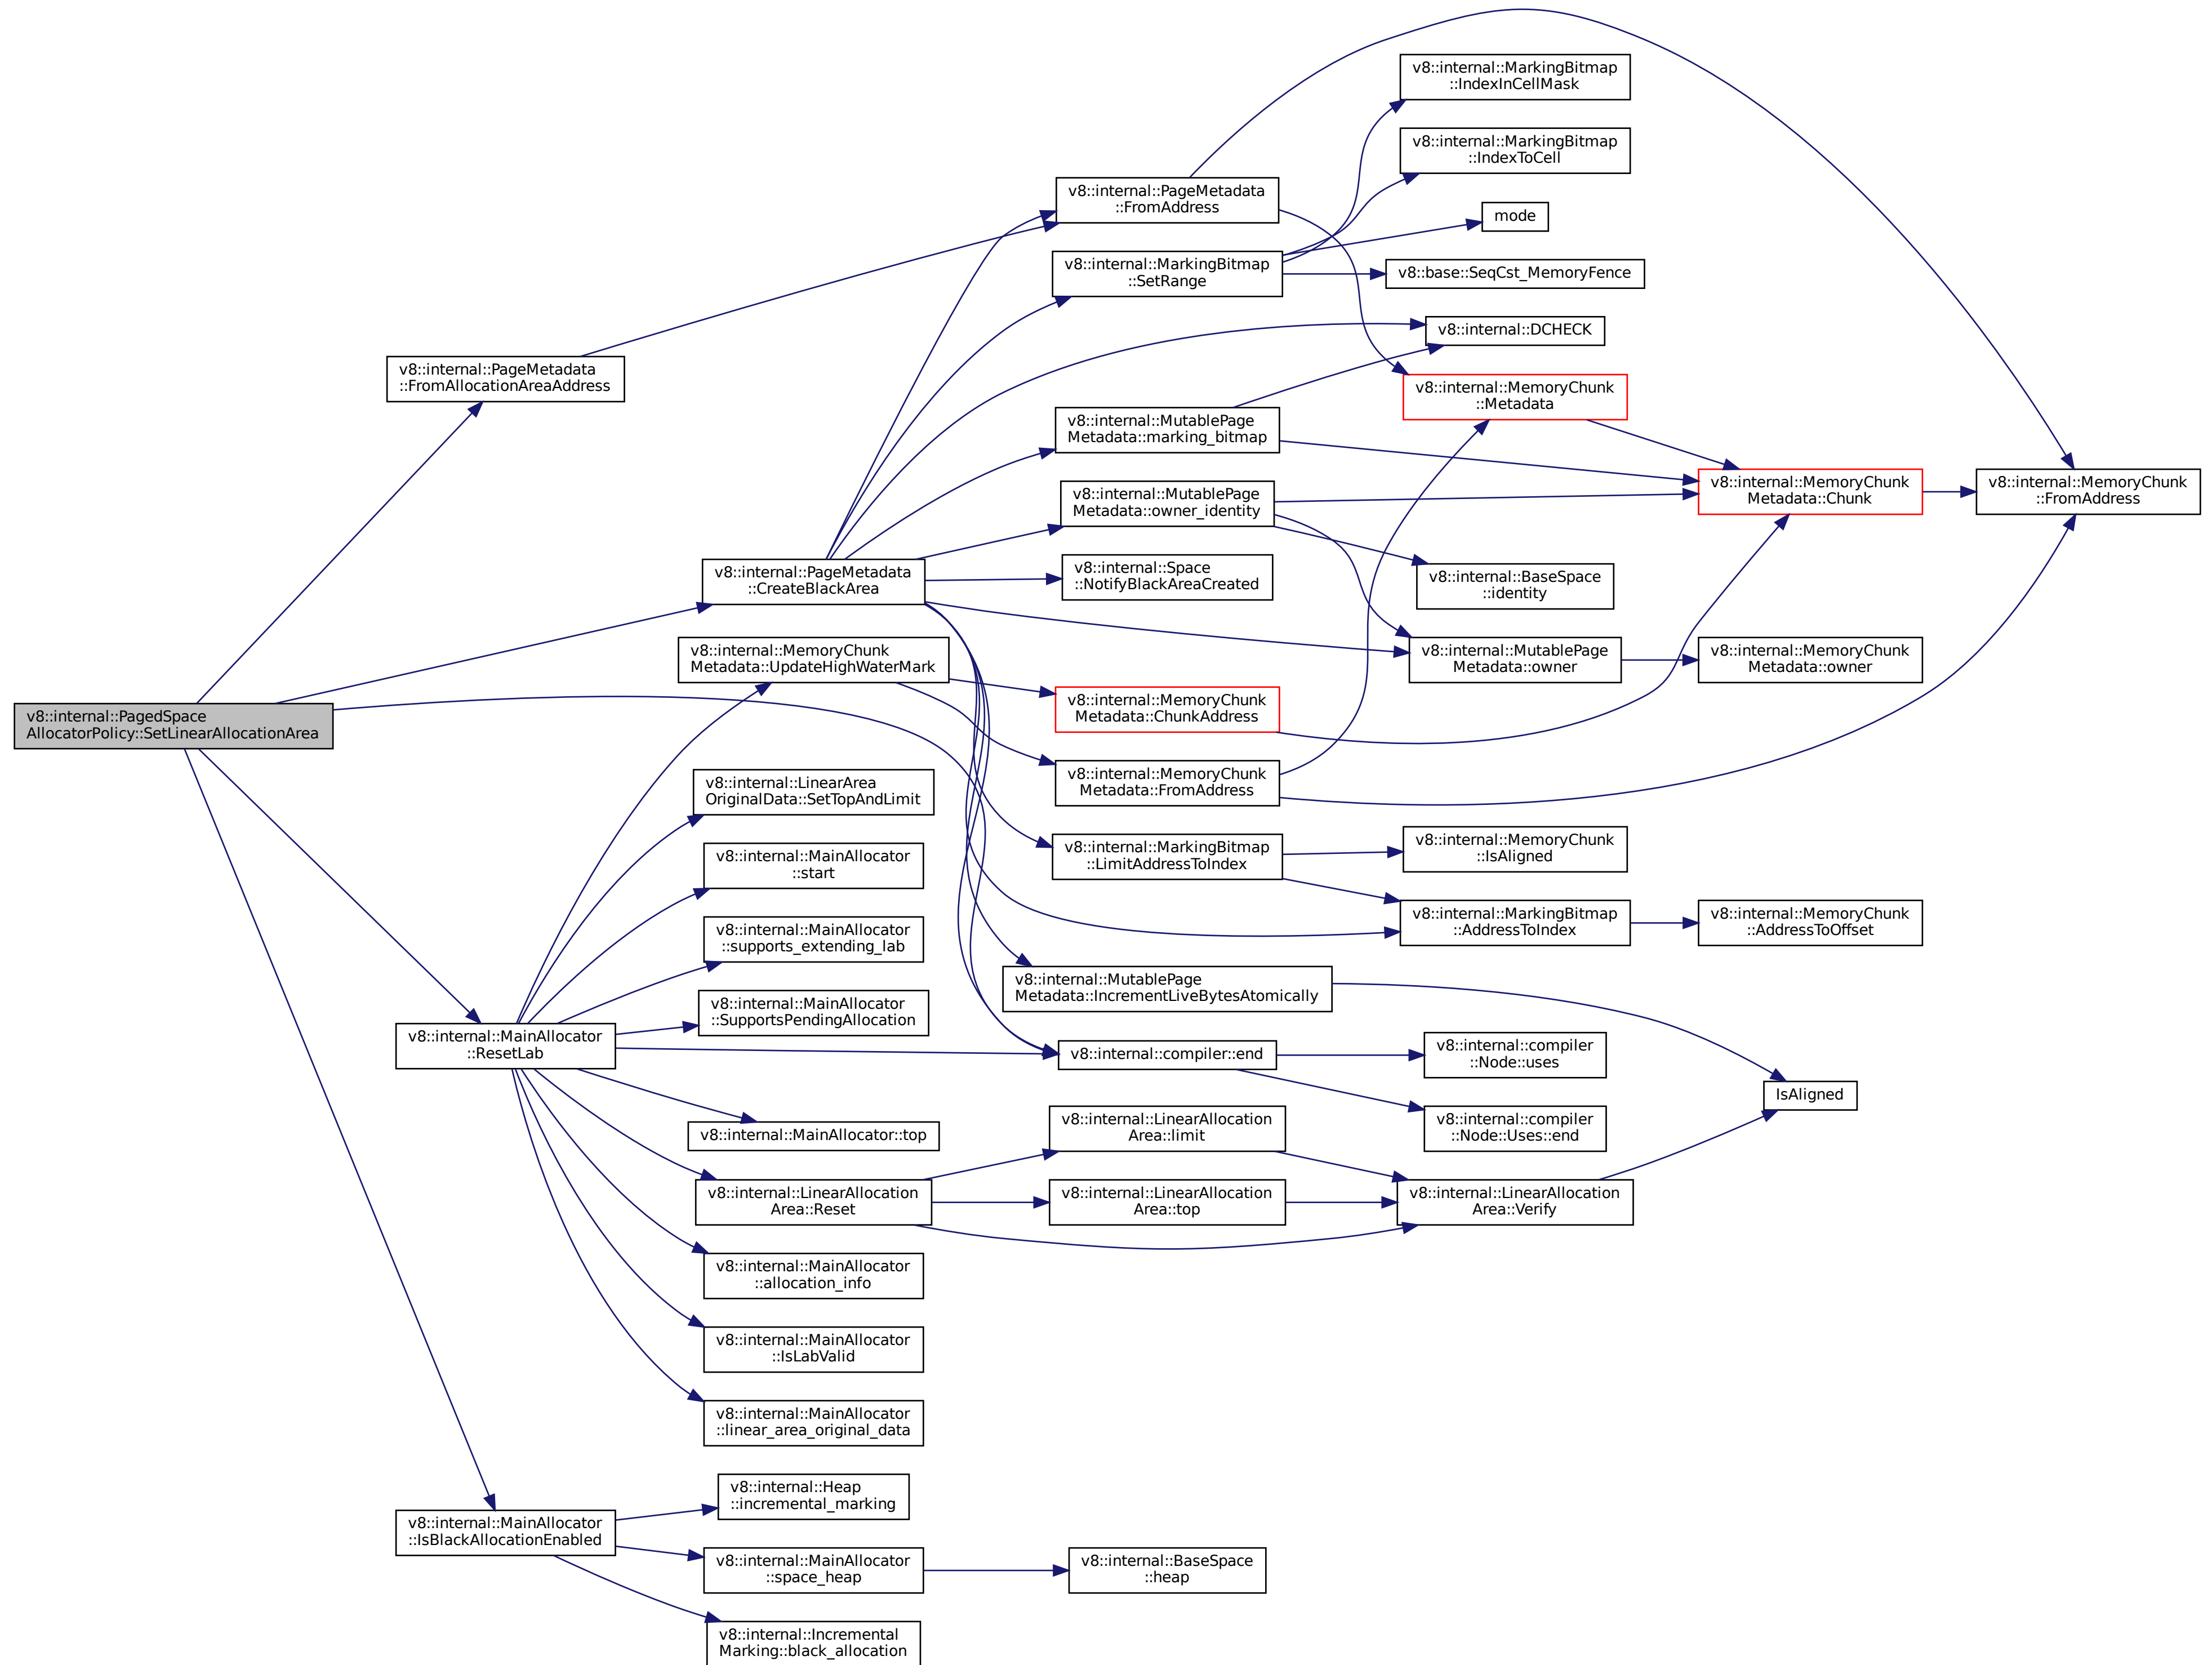 v8::internal::PagedSpace
AllocatorPolicy::SetLinearAllocationArea
v8::internal::PageMetadata
::FromAllocationAreaAddress
v8::internal::PageMetadata
::CreateBlackArea
v8::internal::MainAllocator
::ResetLab
v8::internal::MainAllocator
::IsBlackAllocationEnabled
v8::internal::MemoryChunk
Metadata::UpdateHighWaterMark
v8::internal::LinearArea
OriginalData::SetTopAndLimit
v8::internal::MainAllocator
::start
v8::internal::MainAllocator
::supports_extending_lab
v8::internal::MainAllocator
::SupportsPendingAllocation
v8::internal::MainAllocator::top
v8::internal::LinearAllocation
Area::Reset
v8::internal::MainAllocator
::allocation_info
v8::internal::MainAllocator
::IsLabValid
v8::internal::MainAllocator
::linear_area_original_data
v8::internal::Heap
::incremental_marking
v8::internal::MainAllocator
::space_heap
v8::internal::Incremental
Marking::black_allocation
v8::internal::PageMetadata
::FromAddress
v8::internal::MarkingBitmap
::SetRange
v8::internal::MutablePage
Metadata::marking_bitmap
v8::internal::MutablePage
Metadata::owner_identity
v8::internal::Space
::NotifyBlackAreaCreated
v8::internal::MemoryChunk
Metadata::ChunkAddress
v8::internal::MemoryChunk
Metadata::FromAddress
v8::internal::MarkingBitmap
::LimitAddressToIndex
v8::internal::MutablePage
Metadata::IncrementLiveBytesAtomically
v8::internal::compiler::end
v8::internal::LinearAllocation
Area::limit
v8::internal::LinearAllocation
Area::top
v8::internal::BaseSpace
::heap
v8::internal::MarkingBitmap
::IndexInCellMask
v8::internal::MarkingBitmap
::IndexToCell
mode
v8::base::SeqCst_MemoryFence
v8::internal::DCHECK
v8::internal::MemoryChunk
::Metadata
v8::internal::BaseSpace
::identity
v8::internal::MutablePage
Metadata::owner
v8::internal::MemoryChunk
::IsAligned
v8::internal::MarkingBitmap
::AddressToIndex
v8::internal::compiler
::Node::uses
v8::internal::compiler
::Node::Uses::end
v8::internal::LinearAllocation
Area::Verify
v8::internal::MemoryChunk
Metadata::Chunk
v8::internal::MemoryChunk
Metadata::owner
v8::internal::MemoryChunk
::AddressToOffset
IsAligned
v8::internal::MemoryChunk
::FromAddress